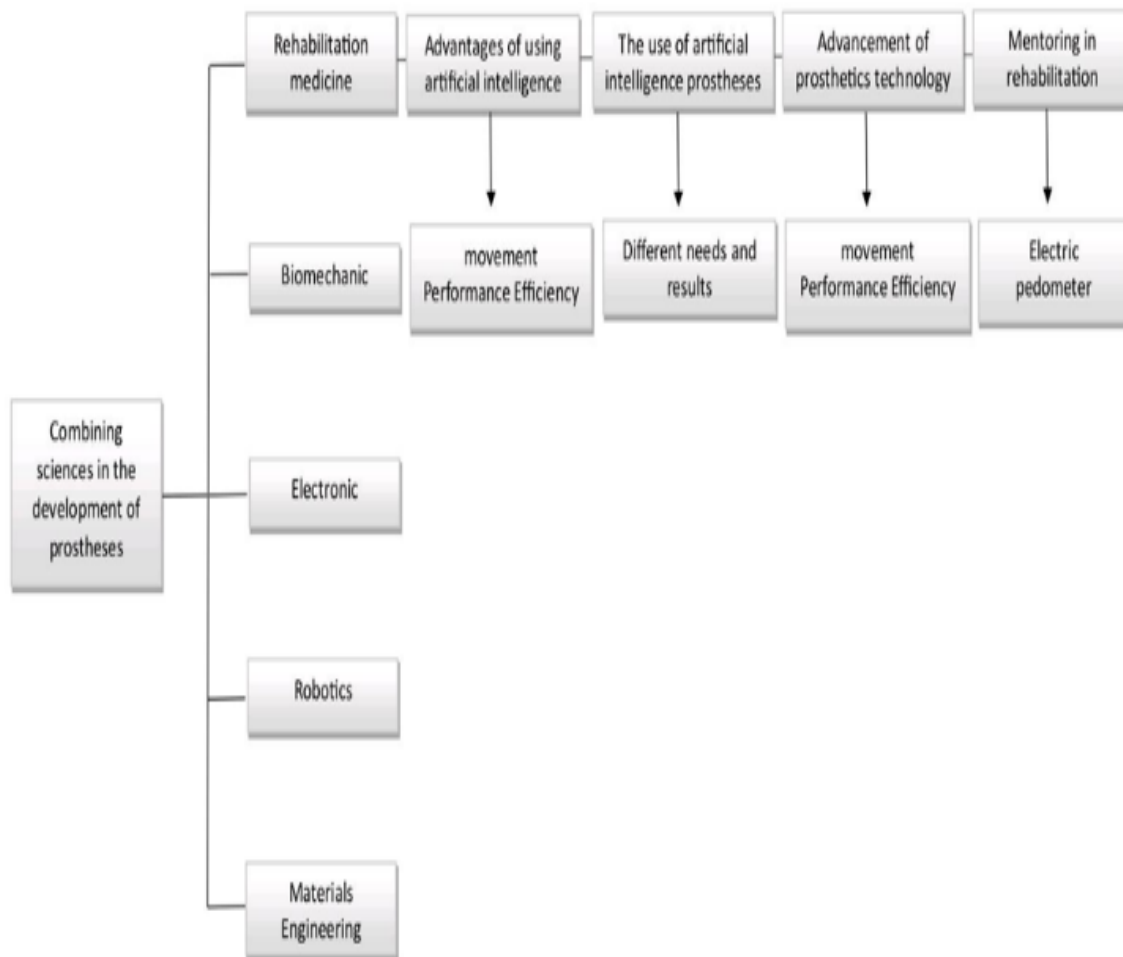 Rehabilitation
medicine
Advantages of using
artificial intelligence
The use of artificial
intelligence prostheses
Advancement of
prosthetics technology
Mentoring in
rehabilitation
Biomechanic
movement
Performance Efficiency
Different needs and
results
movement
Performance Efficiency
Electric
pedometer
Combining
sciences in the
development of
prostheses
Electronic
Robotics
Materials
Engineering